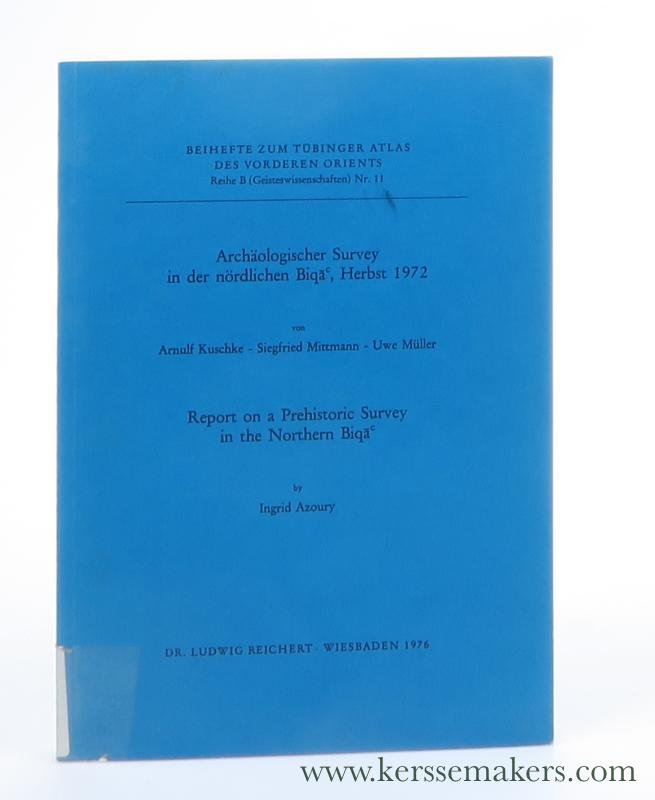 BEIHEFTE ZUM TÜBINGER ATLAS
DES VORDEREN ORIENTS
Reihe B (Geisteswissenschaften) Nr. 11
Archäologischer Survey
in der nördlichen Biqāᶜ, Herbst 1972
von
Arnulf Kuschke - Siegfried Mittmann - Uwe Müller
Report on a Prehistoric Survey
in the Northern Biqāᶜ
by
Ingrid Azoury
DR. LUDWIG REICHERT · WIESBADEN 1976
www.kerssemakers.com